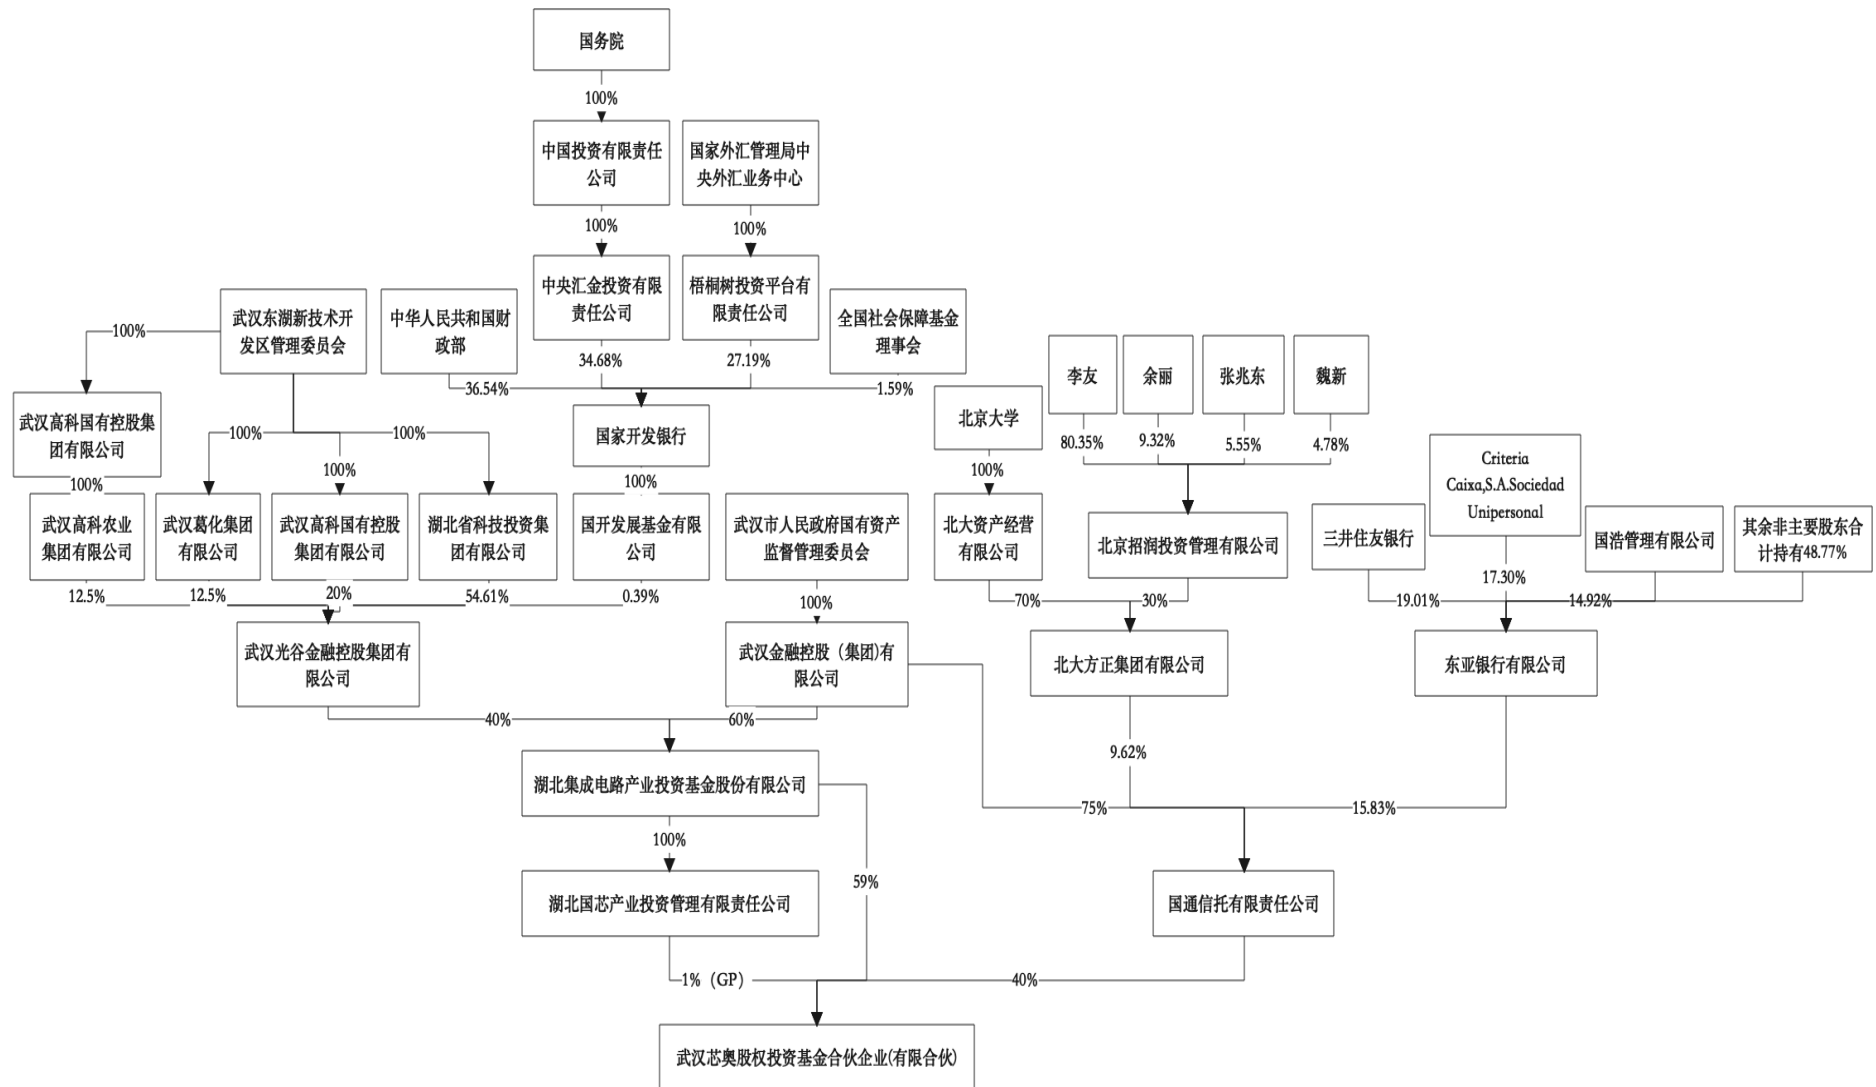 国务院
100%
中国投资有限责任
公司
国家外汇管理局中
央外汇业务中心
100%
100%
中央汇金投资有限
责任公司
梧桐树投资平台有
限责任公司
武汉东湖新技术开
发区管理委员会
中华人民共和国财
政部
全国社会保障基金
理事会
100%
34.68%
27.19%
36.54%
1.59%
李友
余丽
张兆东
魏新
武汉高科国有控股集
团有限公司
国家开发银行
北京大学
80.35%
9.32%
5.55%
4.78%
100%
100%
100%
100%
100%
100%
Criteria
Caixa,S.A.Sociedad
Unipersonal
武汉高科农业
集团有限公司
武汉葛化集团
有限公司
武汉高科国有控股
集团有限公司
湖北省科技投资集
团有限公司
国开发展基金有限
公司
武汉市人民政府国有资产
监督管理委员会
北大资产经营
有限公司
北京招润投资管理有限公司
三井住友银行
国浩管理有限公司
其余非主要股东合
计持有48.77%
17.30%
12.5%
12.5%
20%
54.61%
0.39%
100%
70%
30%
19.01%
14.92%
武汉光谷金融控股集团有
限公司
武汉金融控股（集团)有
限公司
北大方正集团有限公司
东亚银行有限公司
40%
60%
9.62%
湖北集成电路产业投资基金股份有限公司
75%
15.83%
100%
59%
湖北国芯产业投资管理有限责任公司
国通信托有限责任公司
1%（GP）
40%
武汉芯奥股权投资基金合伙企业(有限合伙)